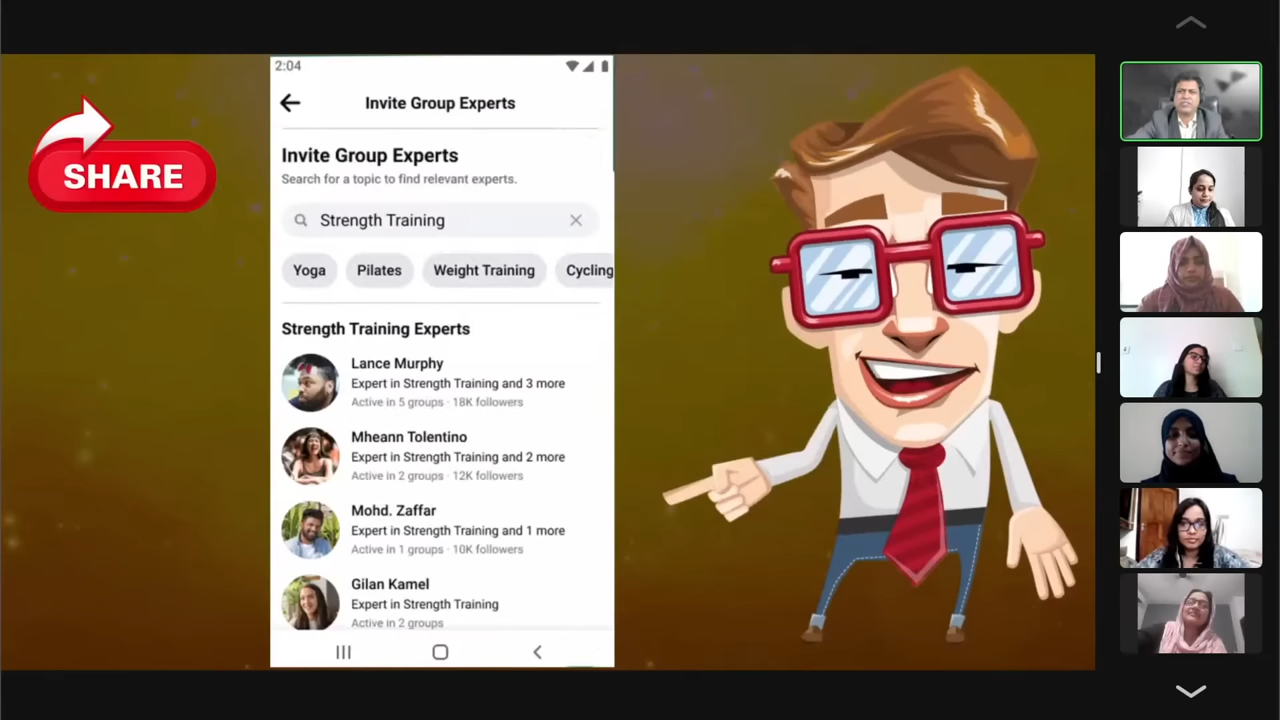 SHARE
2:04
Invite Group Experts
Invite Group Experts
Search for a topic to find relevant experts.
Strength Training
Yoga Pilates Weight Training Cycling
Strength Training Experts
Lance Murphy
Expert in Strength Training and 3 more
Active in 5 groups · 18K followers
Mheann Tolentino
Expert in Strength Training and 2 more
Active in 2 groups · 12K followers
Mohd. Zaffar
Expert in Strength Training and 1 more
Active in 1 groups · 10K followers
Gilan Kamel
Expert in Strength Training
Active in 2 groups